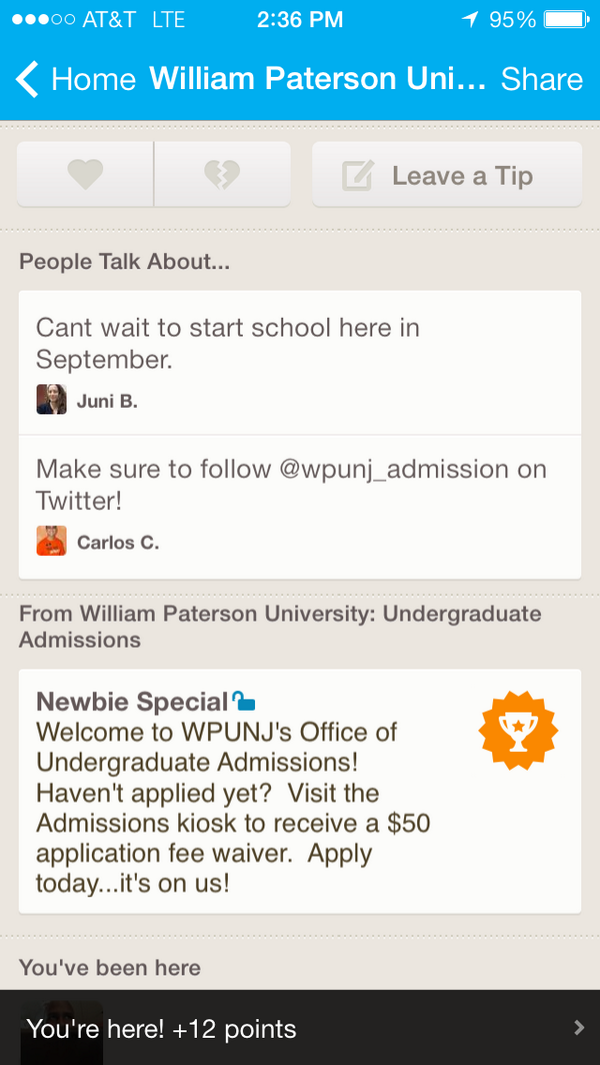 AT&T LTE 2:36 PM 95%
Home William Paterson Uni... Share
Leave a Tip
People Talk About...
Cant wait to start school here in
September.
Juni B.
Make sure to follow @wpunj_admission on
Twitter!
Carlos C.
From William Paterson University: Undergraduate
Admissions
Newbie Special
Welcome to WPUNJ's Office of
Undergraduate Admissions!
Haven't applied yet?  Visit the
Admissions kiosk to receive a $50
application fee waiver.  Apply
today...it's on us!
You've been here
You're here! +12 points